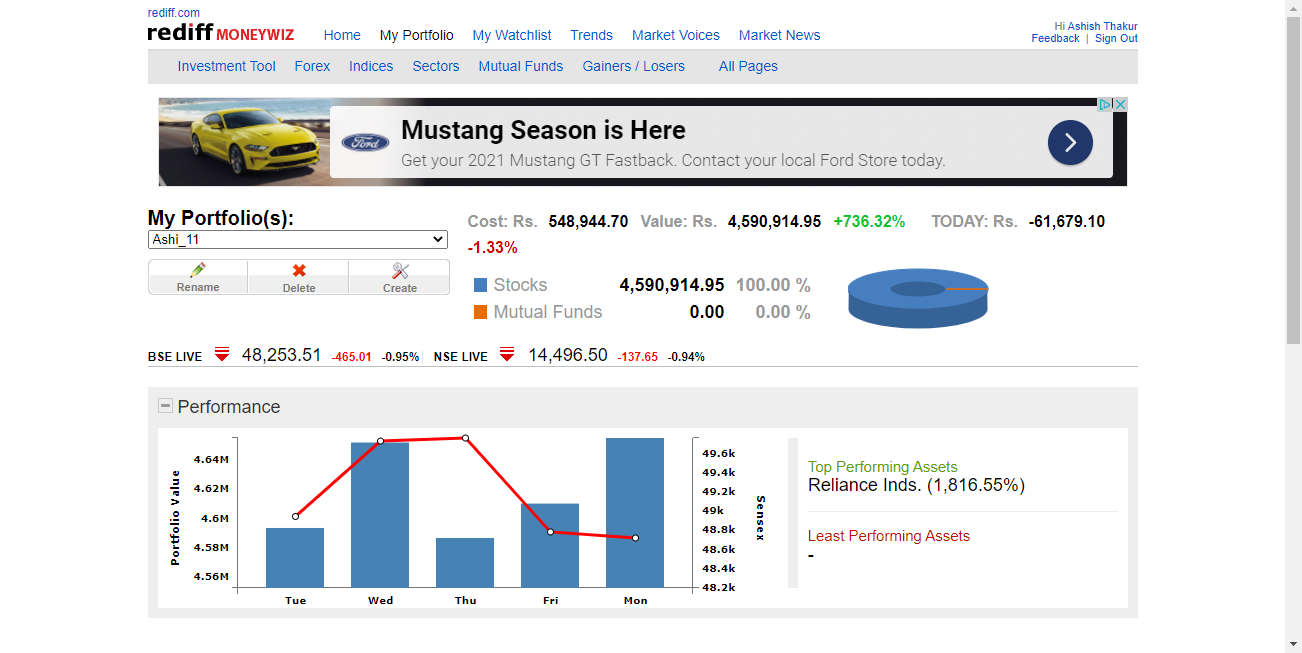 rediff.com
rediff MONEYWIZ
Home My Portfolio My Watchlist Trends Market Voices Market News
Hi Ashish Thakur
Feedback | Sign Out
Investment Tool Forex Indices Sectors Mutual Funds Gainers / Losers All Pages
Ford
Mustang Season is Here
Get your 2021 Mustang GT Fastback. Contact your local Ford Store today.
My Portfolio(s):
Ashi_11
Rename Delete Create
Cost: Rs. 548,944.70 Value: Rs. 4,590,914.95 +736.32% TODAY: Rs. -61,679.10
-1.33%
Stocks 4,590,914.95 100.00 %
Mutual Funds 0.00 0.00 %
BSE LIVE 48,253.51 -465.01 -0.95% NSE LIVE 14,496.50 -137.65 -0.94%
Performance
Portfolio Value
4.64M
4.62M
4.6M
4.58M
4.56M
Tue Wed Thu Fri Mon
49.6k
49.4k
49.2k
49k
48.8k
48.6k
48.4k
48.2k
Sensex
Top Performing Assets
Reliance Inds. (1,816.55%)
Least Performing Assets
-